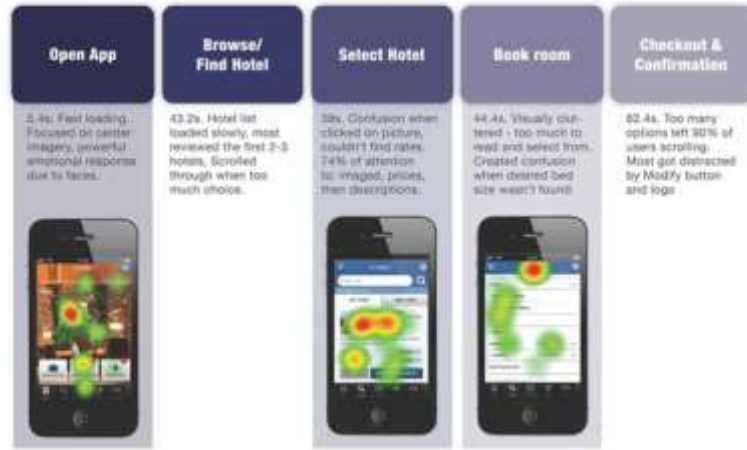 Open App
Browse/
Find Hotel
Select Hotel
Book room
Checkout &
Confirmation
5.4s. Fast loading.
Focused on center
imagery, powerful
emotional response
due to faces.
43.2s. Hotel list
loaded slowly, most
reviewed the first 2-3
hotels. Scrolled
through when too
much choice.
38s. Confusion when
clicked on picture,
couldn't find rates.
74% of attention
to: imaged, prices,
then descriptions.
44.4s. Visually clut-
tered - too much to
read and select from.
Created confusion
when desired bed
size wasn't found.
82.4s. Too many
options left 90% of
users scrolling.
Most got distracted
by Modify button
and logo